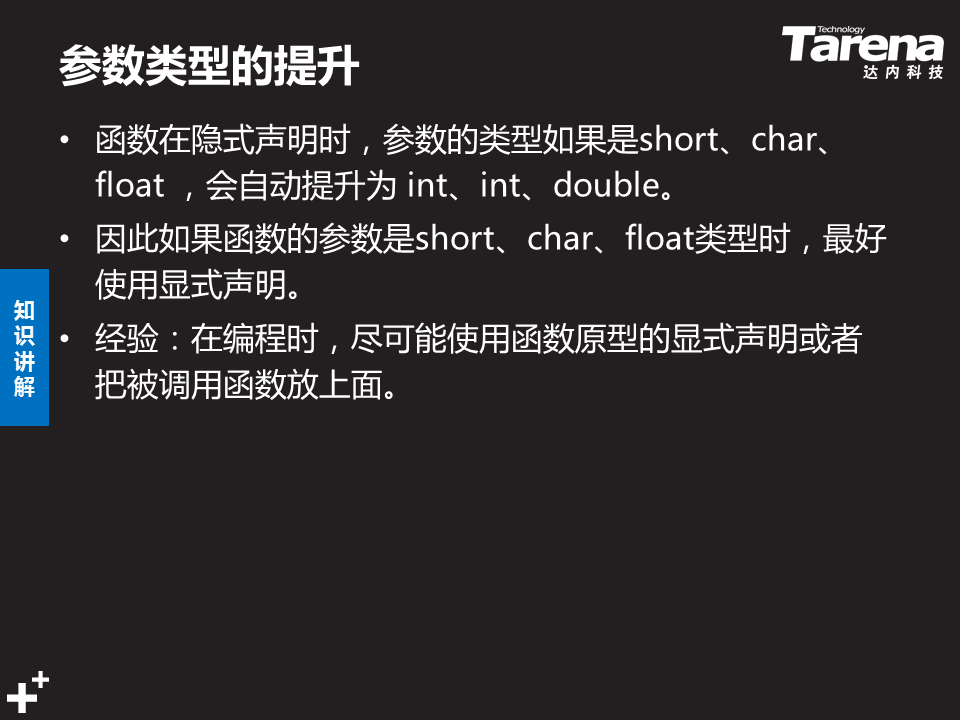 参数类型的提升
Technology
Tarena
达内科技
• 函数在隐式声明时，参数的类型如果是short、char、
float ，会自动提升为 int、int、double。
• 因此如果函数的参数是short、char、float类型时，最好
使用显式声明。
• 经验：在编程时，尽可能使用函数原型的显式声明或者
把被调用函数放上面。
知
识
讲
解